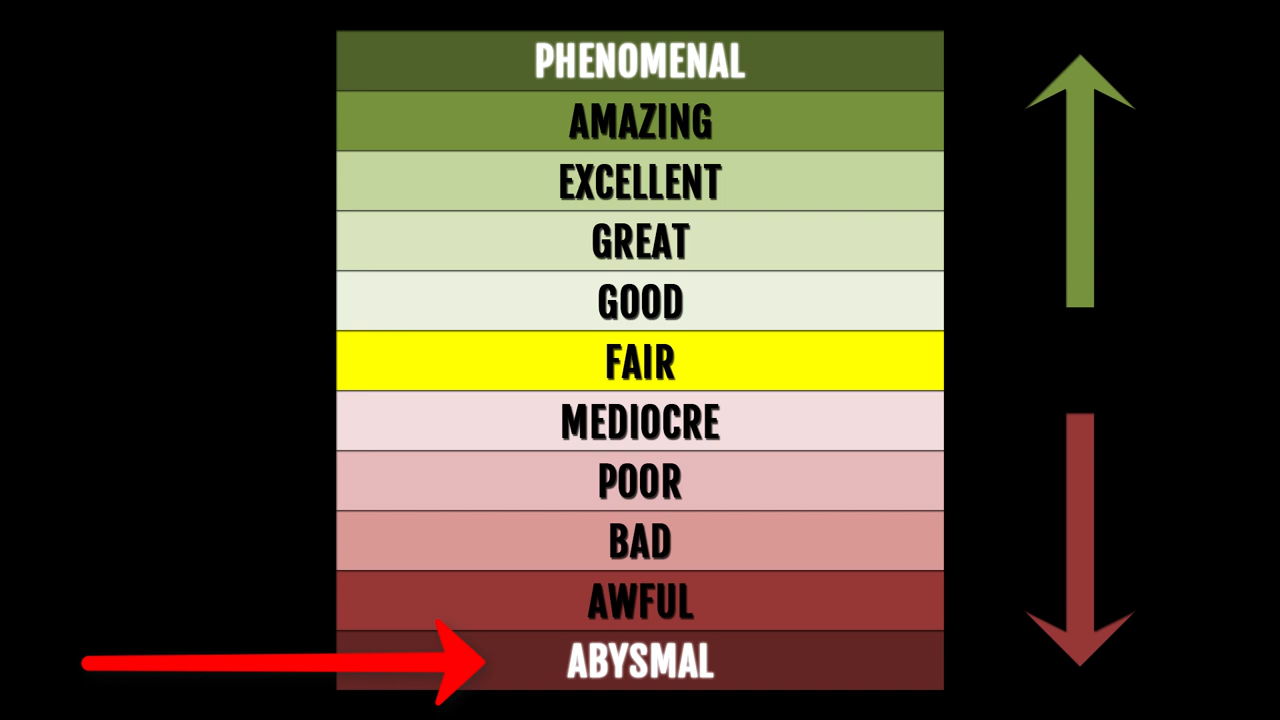 PHENOMENAL
AMAZING
EXCELLENT
GREAT
GOOD
FAIR
MEDIOCRE
POOR
BAD
AWFUL
ABYSMAL